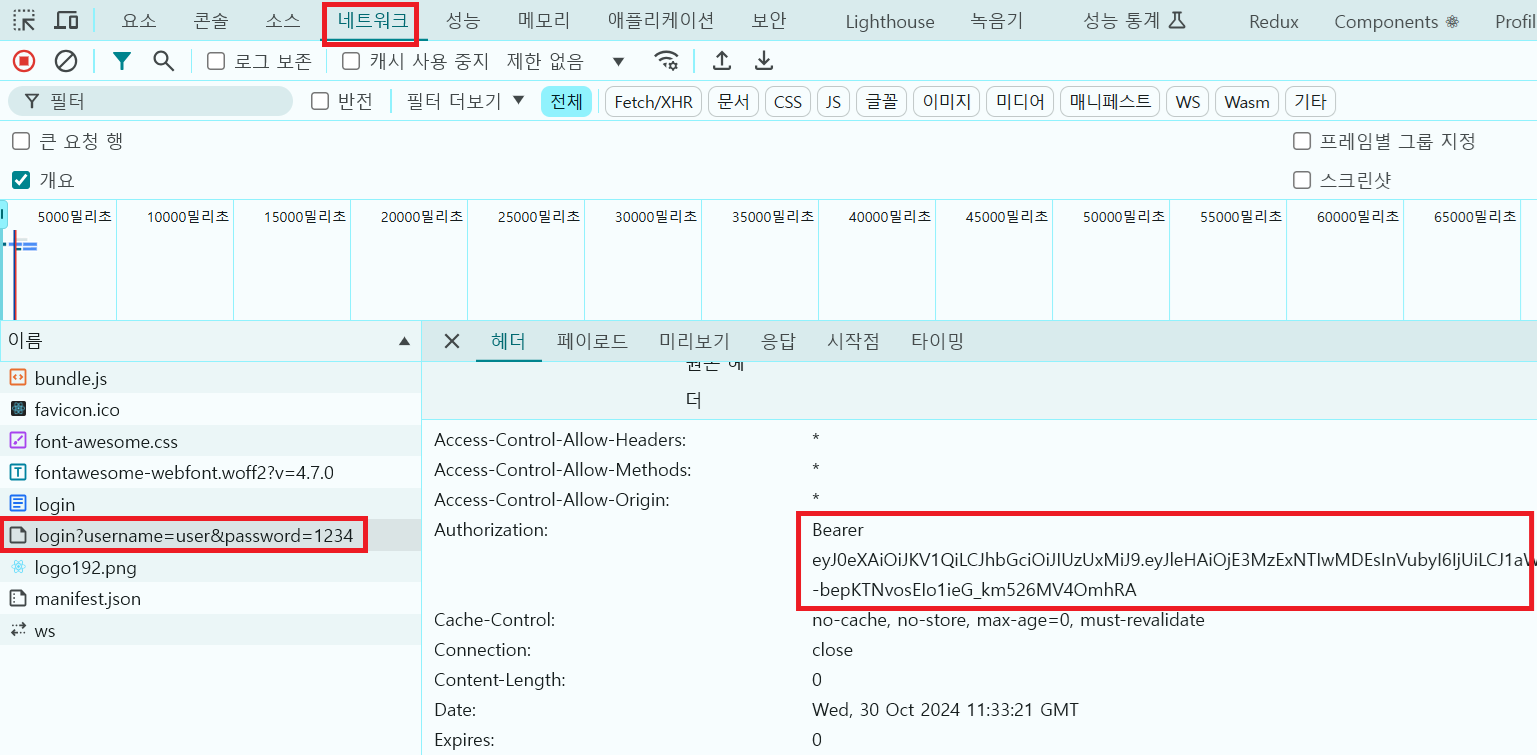 요소 콘솔 소스 네트워크 성능 메모리 애플리케이션 보안 Lighthouse 녹음기 성능 통계 Redux Components Profil
로그 보존 캐시 사용 중지 제한 없음
필터 반전 필터 더보기 전체 Fetch/XHR 문서 CSS JS 글꼴 이미지 미디어 매니페스트 WS Wasm 기타
큰 요청 행 프레임별 그룹 지정
개요 스크린샷
5000밀리초 10000밀리초 15000밀리초 20000밀리초 25000밀리초 30000밀리초 35000밀리초 40000밀리초 45000밀리초 50000밀리초 55000밀리초 60000밀리초 65000밀리초
이름
bundle.js
favicon.ico
font-awesome.css
fontawesome-webfont.woff2?v=4.7.0
login
login?username=user&password=1234
logo192.png
manifest.json
ws
헤더 페이로드 미리보기 응답 시작점 타이밍
더
Access-Control-Allow-Headers: *
Access-Control-Allow-Methods: *
Access-Control-Allow-Origin: *
Authorization: Bearer
-bepKTNvosEIo1ieG_km526MV4OmhRA
Cache-Control: no-cache, no-store, max-age=0, must-revalidate
Connection: close
Content-Length: 0
Date: Wed, 30 Oct 2024 11:33:21 GMT
Expires: 0